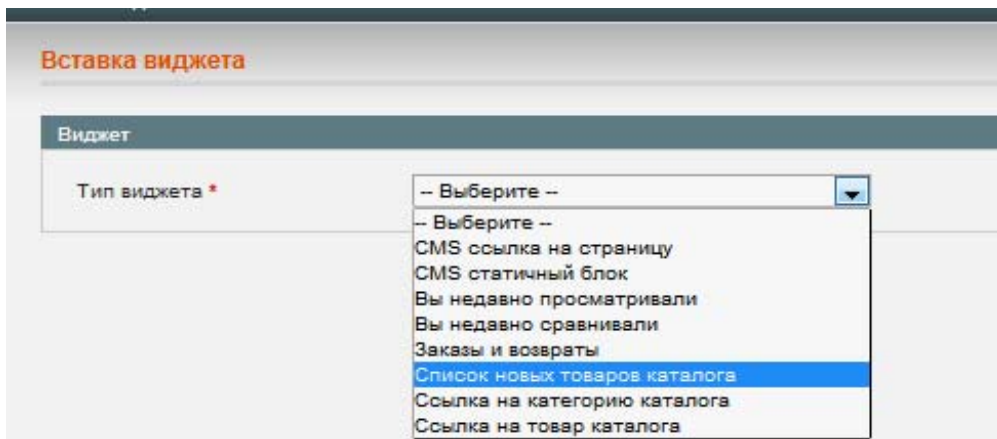 Вставка виджета
Виджет
Тип виджета *
-- Выберите --
-- Выберите --
CMS ссылка на страницу
CMS статичный блок
Вы недавно просматривали
Вы недавно сравнивали
Заказы и возвраты
Список новых товаров каталога
Ссылка на категорию каталога
Ссылка на товар каталога